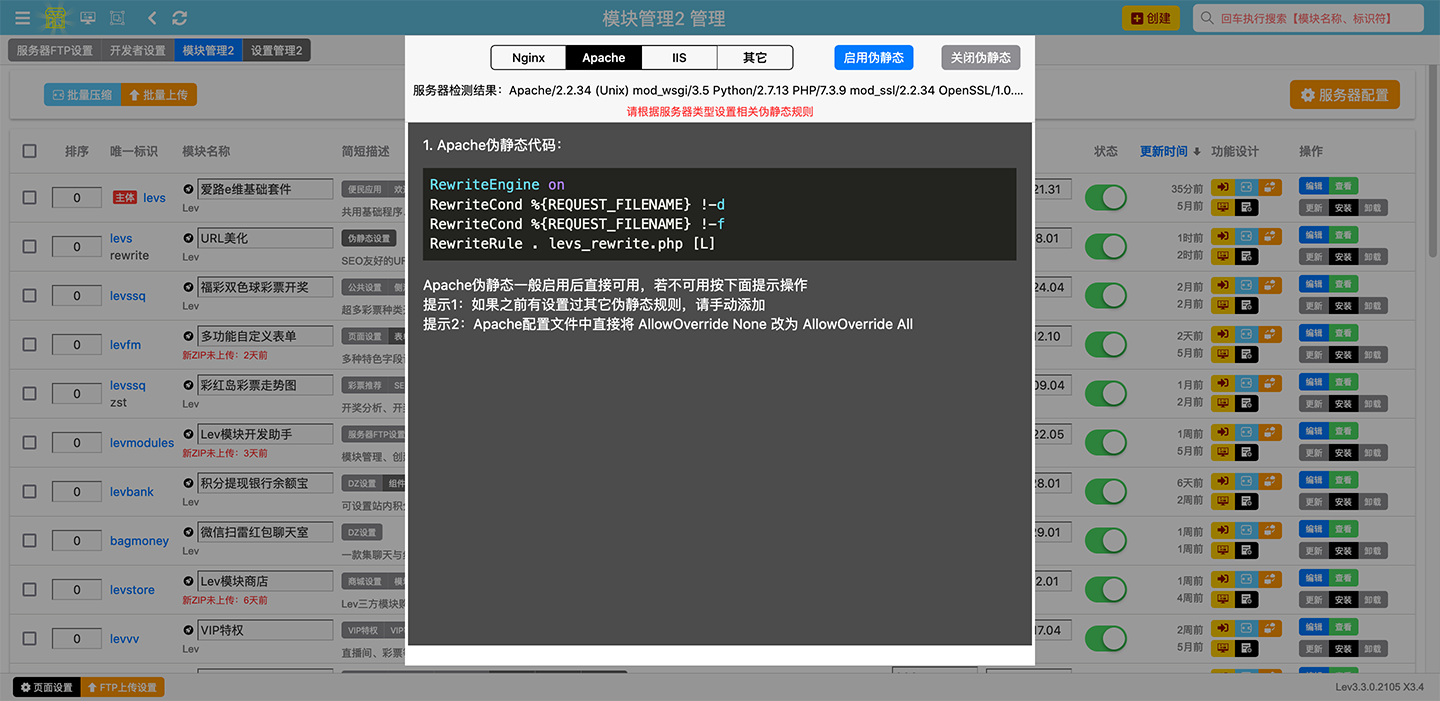 模块管理2 管理
创建
回车执行搜索【模块名称、标识符】
服务器FTP设置 开发者设置 模块管理2 设置管理2
批量压缩 批量上传
服务器配置
Nginx Apache IIS 其它 启用伪静态 关闭伪静态
服务器检测结果：Apache/2.2.34 (Unix) mod_wsgi/3.5 Python/2.7.13 PHP/7.3.9 mod_ssl/2.2.34 OpenSSL/1.0....
请根据服务器类型设置相关伪静态规则
1. Apache伪静态代码：
RewriteEngine on
RewriteCond %{REQUEST_FILENAME} !-d
RewriteCond %{REQUEST_FILENAME} !-f
RewriteRule . levs_rewrite.php [L]
Apache伪静态一般启用后直接可用，若不可用按下面提示操作
提示1：如果之前有设置过其它伪静态规则，请手动添加
提示2：Apache配置文件中直接将 AllowOverride None 改为 AllowOverride All
排序 唯一标识 模块名称 简短描述 状态 更新时间 功能设计 操作
0 主体 levs 爱路e维基础套件 便民应用 21.31 35分前 编辑 查看
Lev 共用基础程序 5月前 更新 安装 卸载
0 levs URL美化 伪静态设置 8.01 1时前 编辑 查看
rewrite Lev SEO友好的UR 2时前 更新 安装 卸载
0 levssq 福彩双色球彩票开奖 公共设置 24.04 2月前 编辑 查看
Lev 超多彩票种类 2月前 更新 安装 卸载
0 levfm 多功能自定义表单 页面设置 2.10 2天前 编辑 查看
新ZIP未上传：2天前 多种特色字段 5月前 更新 安装 卸载
0 levssq 彩红岛彩票走势图 彩票推荐 SE 09.04 1月前 编辑 查看
zst Lev 开奖分析、开 2月前 更新 安装 卸载
0 levmodules Lev模块开发助手 服务器FTP设置 22.05 1周前 编辑 查看
新ZIP未上传：3天前 模块管理、创 5月前 更新 安装 卸载
0 levbank 积分提现银行余额宝 DZ设置 组件 28.01 6天前 编辑 查看
Lev 可设置站内积 2周前 更新 安装 卸载
0 bagmoney 微信扫雷红包聊天室 DZ设置 29.01 1周前 编辑 查看
Lev 一款集聊天与 1周前 更新 安装 卸载
0 levstore Lev模块商店 商城设置 2.01 1周前 编辑 查看
新ZIP未上传：6天前 Lev三方模块购 4周前 更新 安装 卸载
0 levvv VIP特权 VIP特权 VIP 17.04 2周前 编辑 查看
Lev 直播间、彩票 5月前 更新 安装 卸载
页面设置 FTP上传设置
Lev3.3.0.2105 X3.4